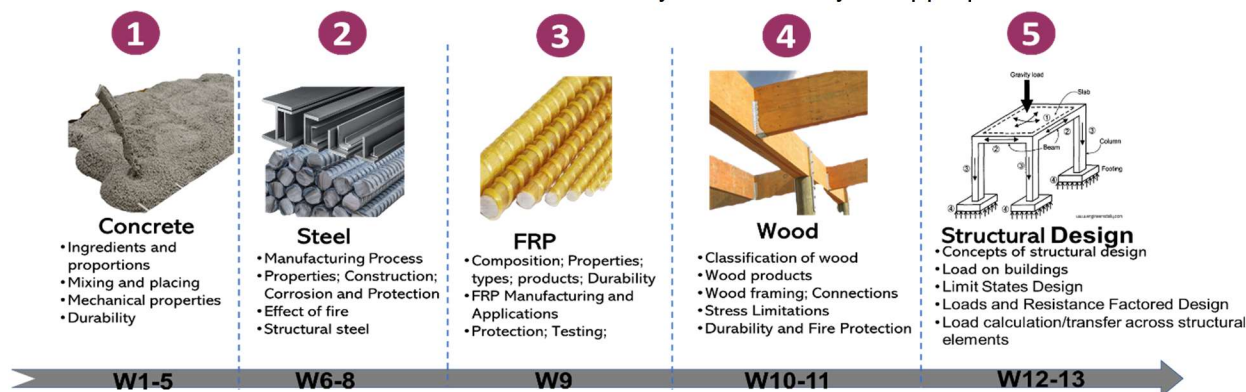 1
2
3
4
5
Gravity load
Slab
Beam
Column
Footing
Concrete
• Ingredients and
proportions
• Mixing and placing
• Mechanical properties
• Durability
Steel
• Manufacturing Process
• Properties; Construction;
Corrosion and Protection
• Effect of fire
• Structural steel
FRP
• Composition; Properties;
types; products; Durability
• FRP Manufacturing and
Applications
• Protection; Testing;
Wood
• Classification of wood
• Wood products
• Wood framing; Connections
• Stress Limitations
• Durability and Fire Protection
Structural Design
• Concepts of structural design
• Load on buildings
• Limit States Design
• Loads and Resistance Factored Design
• Load calculation/transfer across structural
elements
W1-5
W6-8
W9
W10-11
W12-13